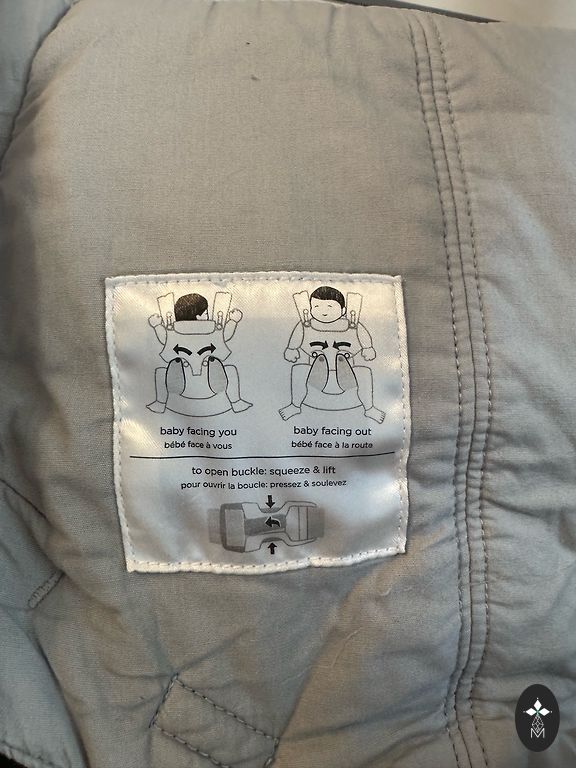 baby facing you
bébé face à vous
baby facing out
bébé face à la route
to open buckle: squeeze & lift
pour ouvrir la boucle: pressez & soulevez